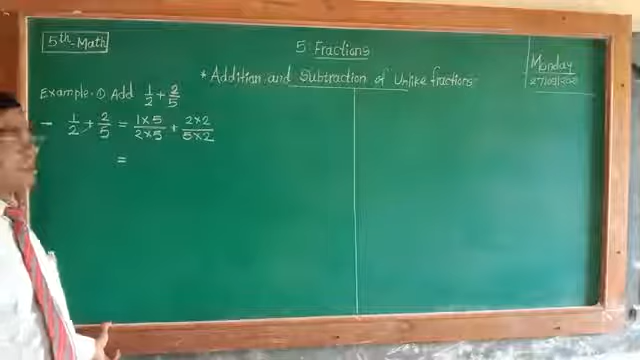 5th-Math
5 Fractions
Monday
* Addition and Subtraction of Unlike fractions
Example. ① Add 1/2 + 2/5
– 1/2 + 2/5 = 1×5/2×5 + 2×2/5×2
=